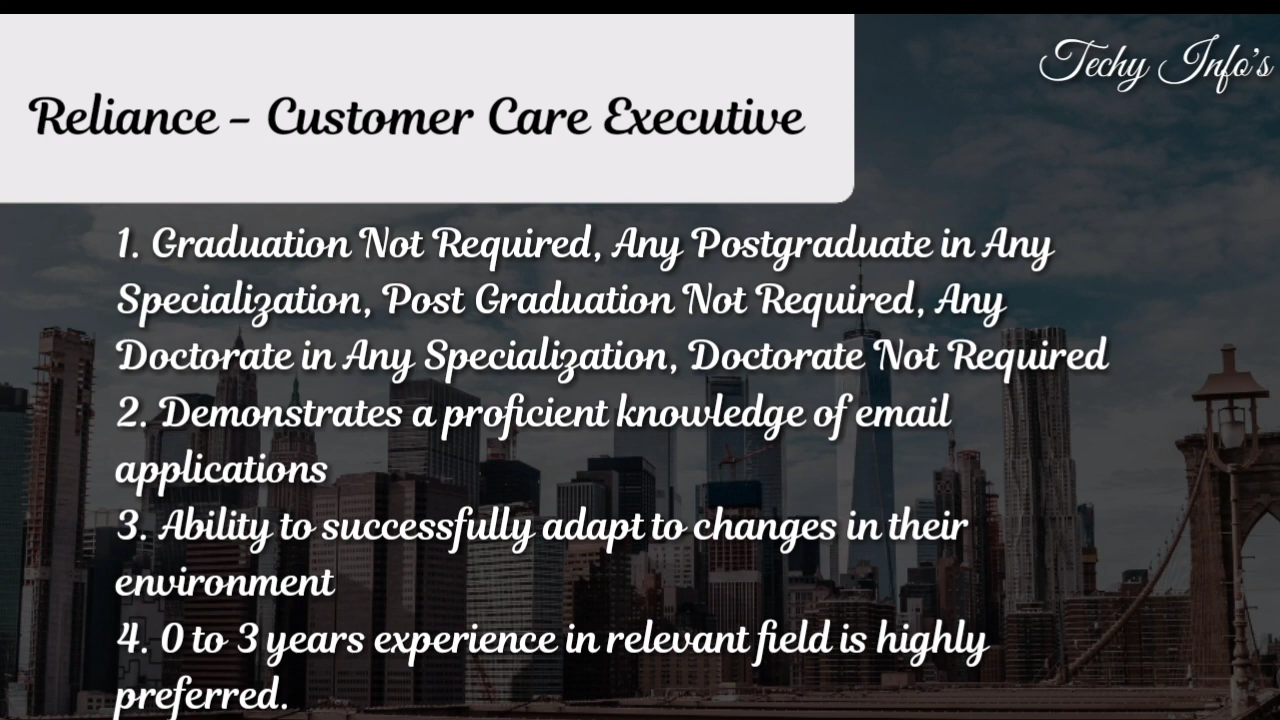 Techy Info's
Reliance - Customer Care Executive
1. Graduation Not Required, Any Postgraduate in Any
Specialization, Post Graduation Not Required, Any
Doctorate in Any Specialization, Doctorate Not Required
2. Demonstrates a proficient knowledge of email
applications
3. Ability to successfully adapt to changes in their
environment
4. 0 to 3 years experience in relevant field is highly
preferred.